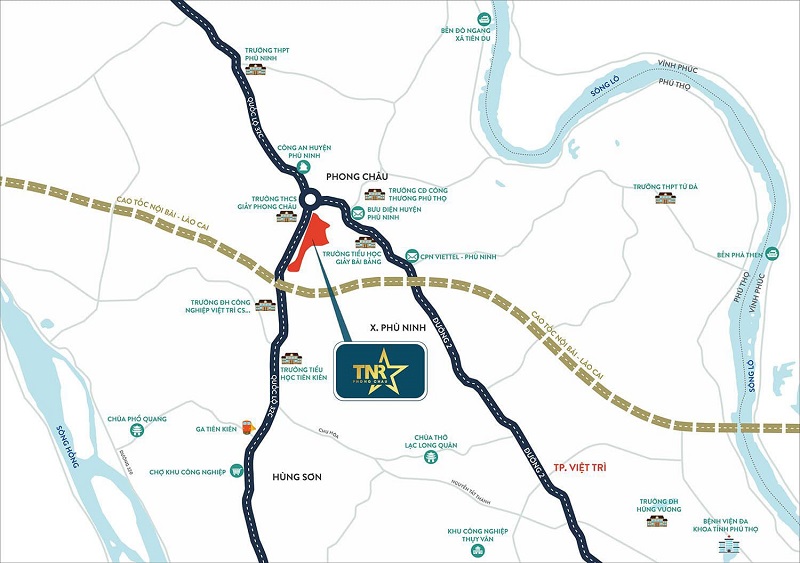 BẾN ĐÒ NGANG
XÃ TIÊN DU
TRƯỜNG THPT
PHÙ NINH
VĨNH PHÚC
PHÚ THỌ
SÔNG LÔ
QUỐC LỘ 32C
CÔNG AN HUYỆN
PHÙ NINH
PHONG CHÂU
TRƯỜNG CĐ CÔNG
THƯƠNG PHÚ THỌ
TRƯỜNG THPT TỬ ĐÀ
CAO TỐC NỘI BÀI - LÀO CAI
TRƯỜNG THCS
GIẤY PHONG CHÂU
BƯU ĐIỆN HUYỆN
PHÙ NINH
TRƯỜNG TIỂU HỌC
GIẤY BÃI BẰNG
CPN VIETTEL - PHÙ NINH
BẾN PHÀ THEN
PHÚ THỌ
VĨNH PHÚC
TRƯỜNG ĐH CÔNG
NGHIỆP VIỆT TRÌ CS...
X. PHÙ NINH
ĐƯỜNG 2
CAO TỐC NỘI BÀI - LÀO CAI
TNR
PHONG CHAU
TRƯỜNG TIỂU
HỌC TIÊN KIÊN
QUỐC LỘ 32C
SÔNG LÔ
CHÙA PHỔ QUANG
GA TIÊN KIÊN
CHU HÓA
CHÙA THỜ
LẠC LONG QUÂN
SÔNG HỒNG
ĐƯỜNG 320
CHỢ KHU CÔNG NGHIỆP
HÙNG SƠN
ĐƯỜNG 2
TP. VIỆT TRÌ
NGUYỄN TẤT THÀNH
TRƯỜNG ĐH
HÙNG VƯƠNG
BỆNH VIỆN ĐA
KHOA TỈNH PHÚ THỌ
KHU CÔNG NGHIỆP
THỤY VÂN